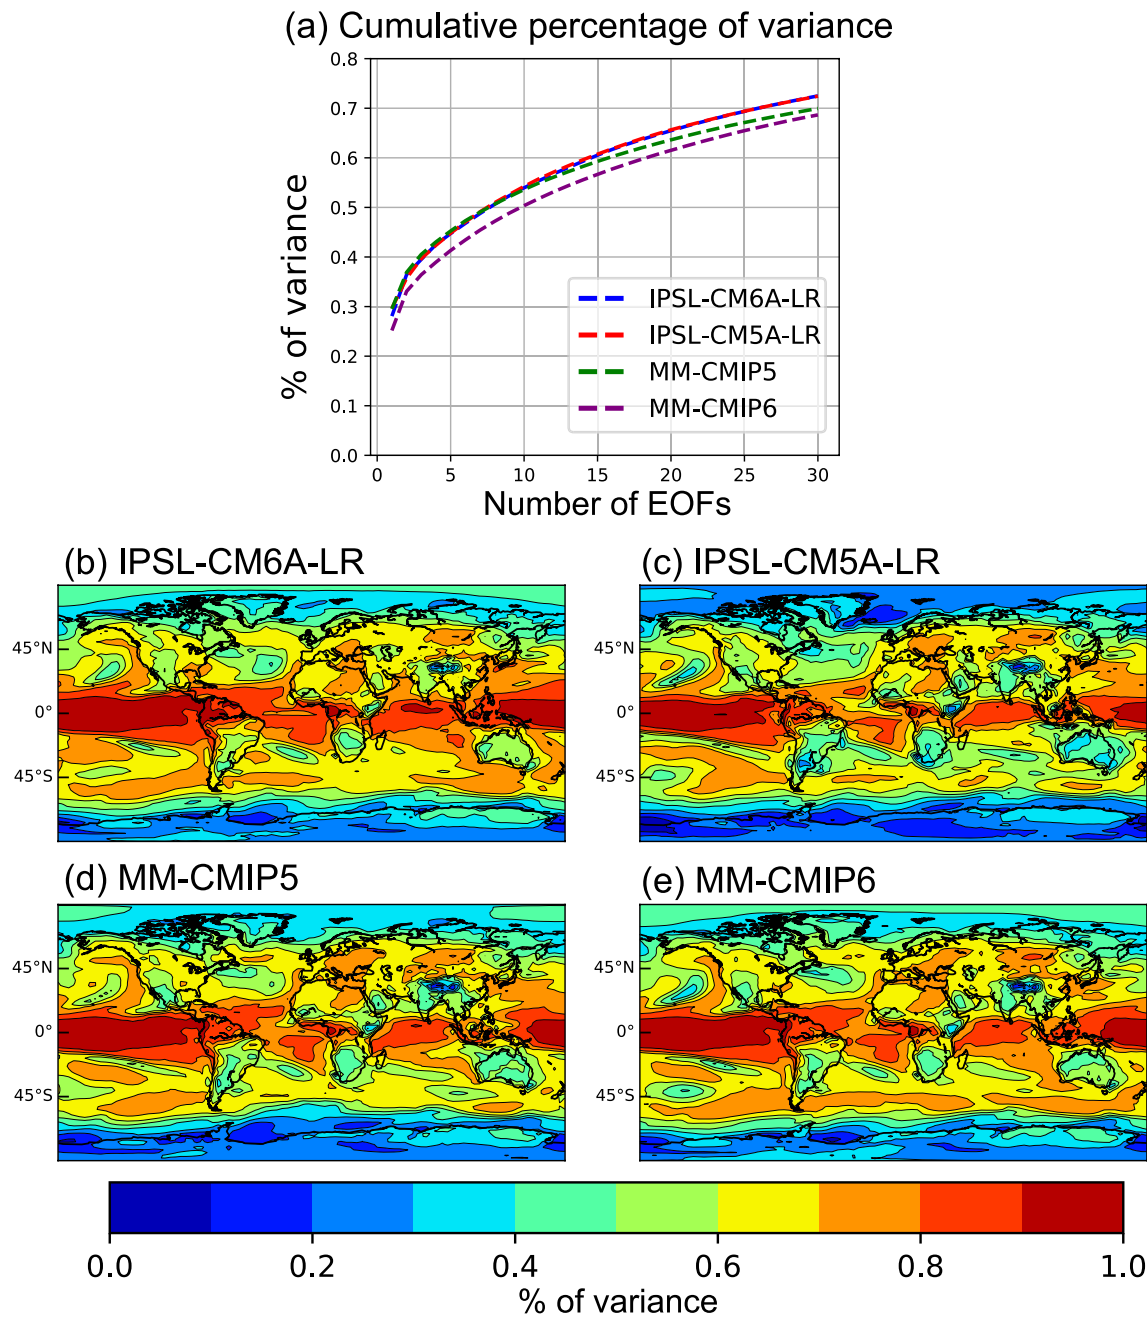 (a) Cumulative percentage of variance
0.8
0.7
0.6
0.5
0.4
0.3
0.2
0.1
0.0
% of variance
IPSL-CM6A-LR
IPSL-CM5A-LR
MM-CMIP5
MM-CMIP6
0 5 10 15 20 25 30
Number of EOFs
(b) IPSL-CM6A-LR
(c) IPSL-CM5A-LR
45°N
0°
45°S
45°N
0°
45°S
(d) MM-CMIP5
(e) MM-CMIP6
45°N
0°
45°S
45°N
0°
45°S
0.0 0.2 0.4 0.6 0.8 1.0
% of variance